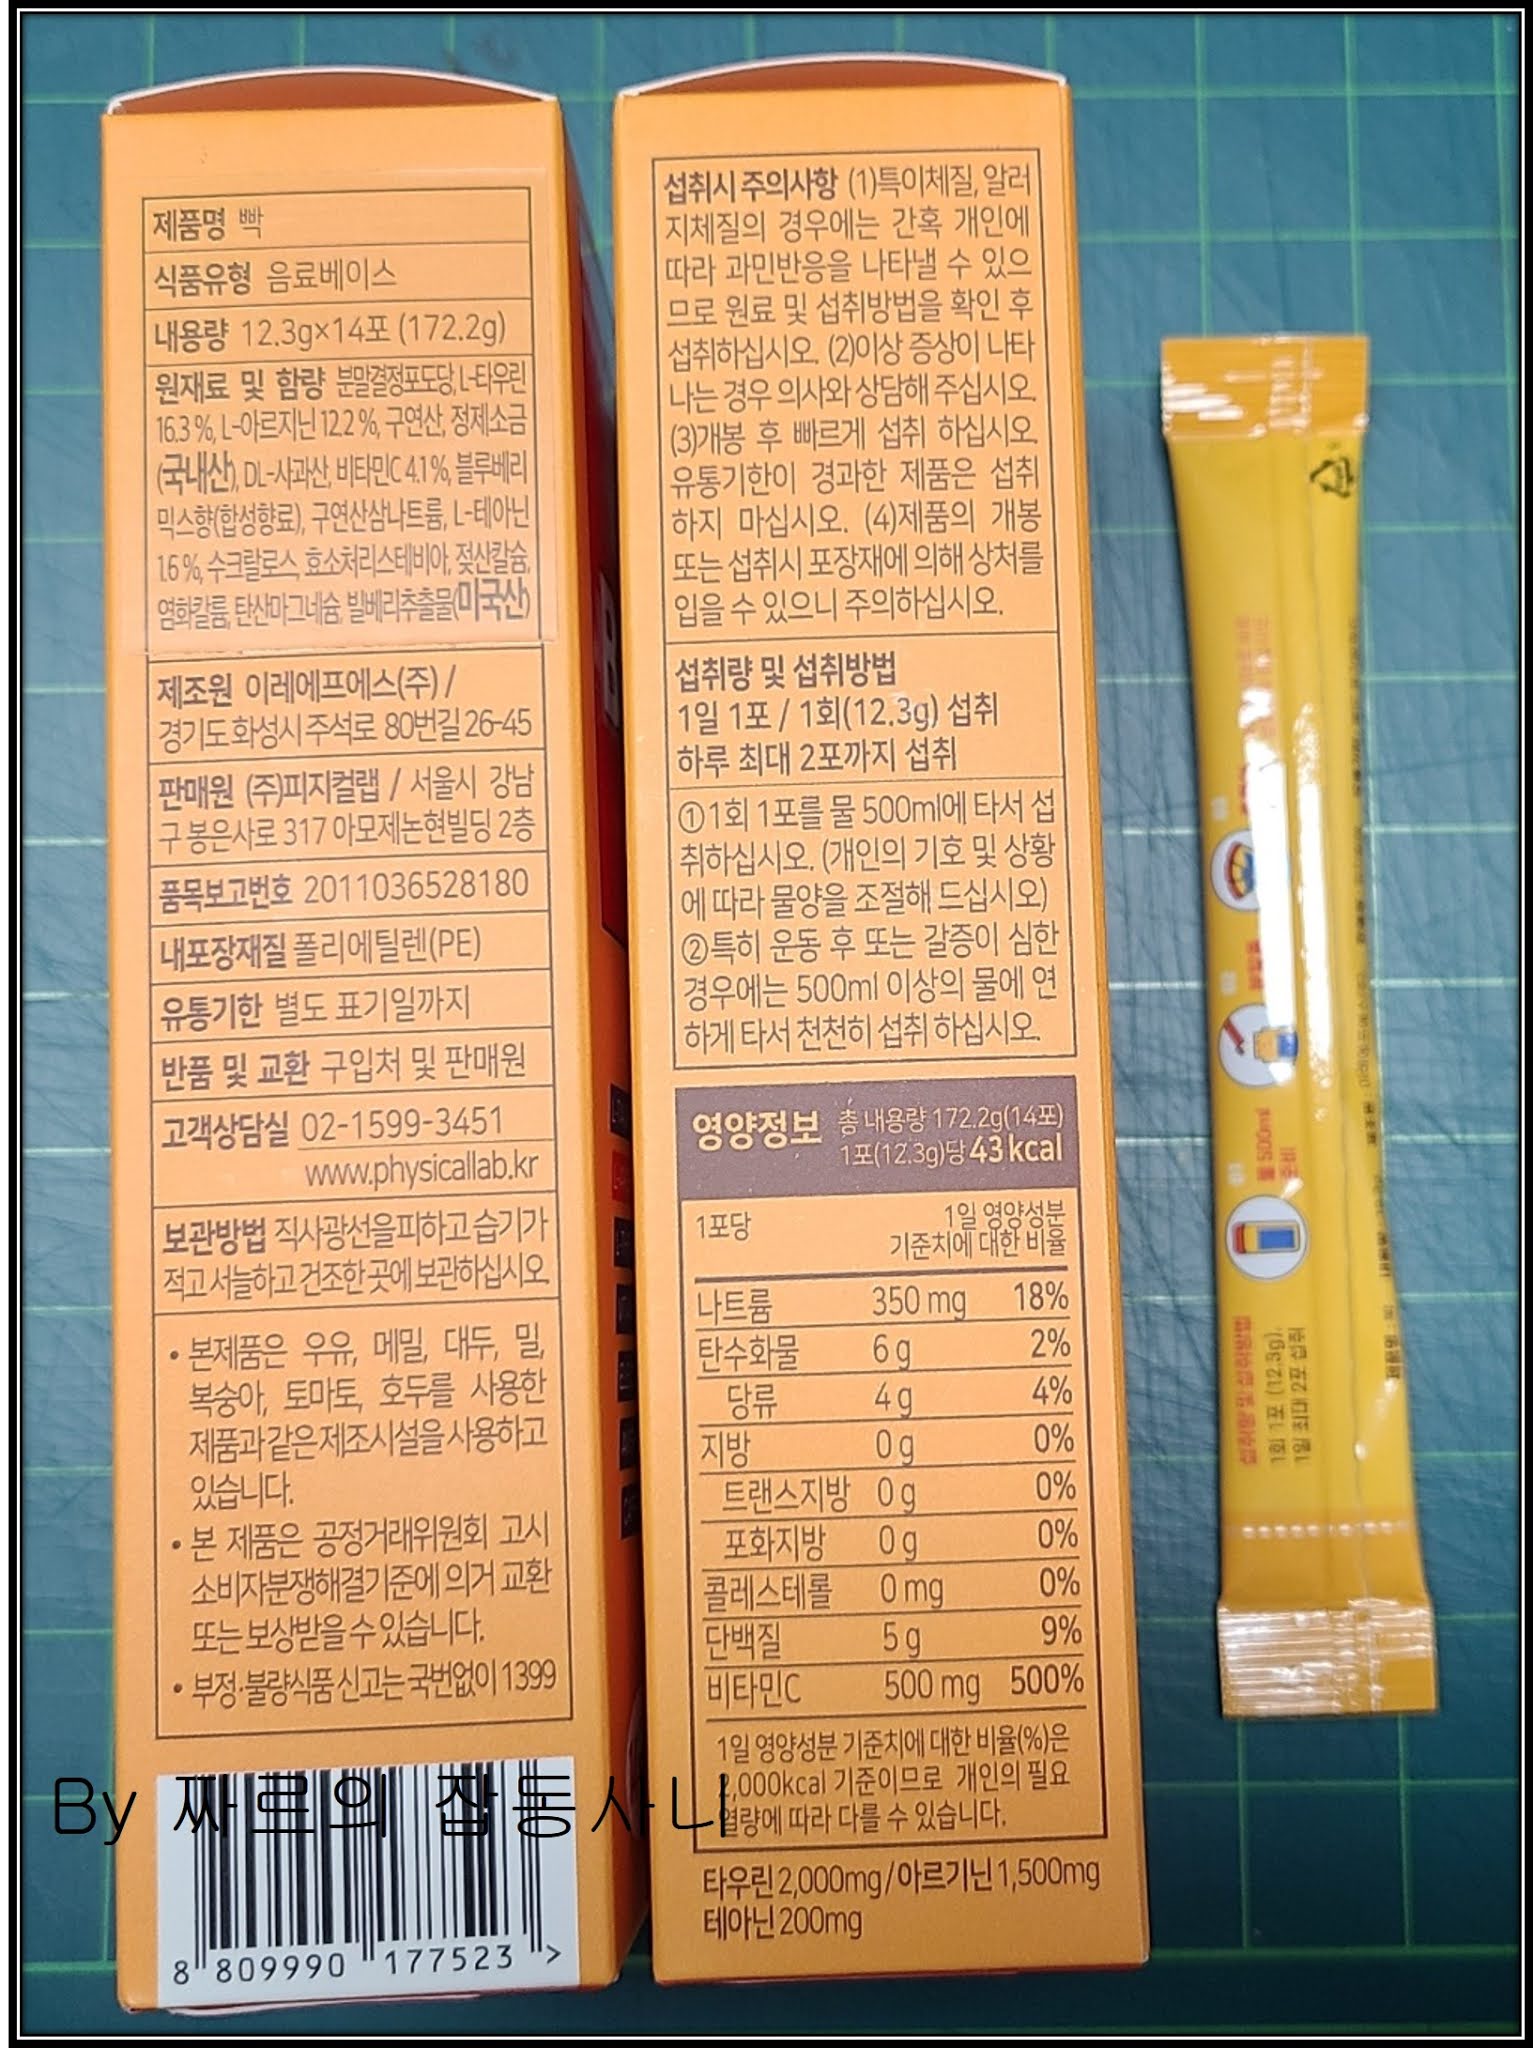 제품명 빡
식품유형 음료베이스
내용량 12.3g×14포 (172.2g)
원재료 및 함량 분말결정포도당, L-타우린
16.3 %, L-아르지닌 12.2 %, 구연산, 정제소금
(국내산), DL-사과산, 비타민C 4.1%, 블루베리
믹스향(합성향료), 구연산삼나트륨, L-테아닌
1.6 %, 수크랄로스, 효소처리스테비아, 젖산칼슘,
염화칼륨, 탄산마그네슘, 빌베리추출물(미국산)
제조원 이레에프에스(주) /
경기도 화성시 주석로 80번길 26-45
판매원 (주)피지컬랩 / 서울시 강남
구 봉은사로 317 아모제논현빌딩 2층
품목보고번호 2011036528180
내포장재질 폴리에틸렌(PE)
유통기한 별도 표기일까지
반품 및 교환 구입처 및 판매원
고객상담실 02-1599-3451
www.physicallab.kr
보관방법 직사광선을 피하고 습기가
적고 서늘하고 건조한 곳에 보관하십시오.
• 본제품은 우유, 메밀, 대두, 밀,
복숭아, 토마토, 호두를 사용한
제품과 같은 제조시설을 사용하고
있습니다.
• 본 제품은 공정거래위원회 고시
소비자분쟁해결기준에 의거 교환
또는 보상받을 수 있습니다.
• 부정·불량식품 신고는 국번없이 1399
8 809990 177523 >
섭취시 주의사항 (1)특이체질, 알러
지체질의 경우에는 간혹 개인에
따라 과민반응을 나타낼 수 있으
므로 원료 및 섭취방법을 확인 후
섭취하십시오. (2)이상 증상이 나타
나는 경우 의사와 상담해 주십시오.
(3)개봉 후 빠르게 섭취 하십시오.
유통기한이 경과한 제품은 섭취
하지 마십시오. (4)제품의 개봉
또는 섭취시 포장재에 의해 상처를
입을 수 있으니 주의하십시오.
섭취량 및 섭취방법
1일 1포 / 1회(12.3g) 섭취
하루 최대 2포까지 섭취
①1회 1포를 물 500ml에 타서 섭
취하십시오. (개인의 기호 및 상황
에 따라 물양을 조절해 드십시오)
②특히 운동 후 또는 갈증이 심한
경우에는 500ml 이상의 물에 연
하게 타서 천천히 섭취 하십시오.
영양정보 총 내용량 172.2g(14포)
1포(12.3g)당 43 kcal
1포당 1일 영양성분
기준치에 대한 비율
나트륨 350 mg 18%
탄수화물 6 g 2%
당류 4 g 4%
지방 0 g 0%
트랜스지방 0 g 0%
포화지방 0 g 0%
콜레스테롤 0 mg 0%
단백질 5 g 9%
비타민C 500 mg 500%
1일 영양성분 기준치에 대한 비율(%)은
2,000kcal 기준이므로 개인의 필요
열량에 따라 다를 수 있습니다.
타우린 2,000mg / 아르기닌 1,500mg
테아닌 200mg
섭취량 및 섭취방법
1회 1포 (12.3g),
1일 최대 2포 섭취
물 500ml
준비
By 짜르의 잡동사니